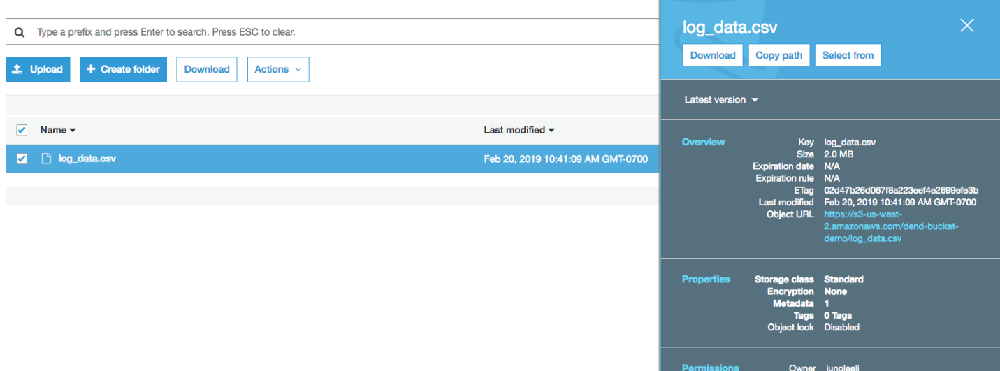 Type a prefix and press Enter to search. Press ESC to clear.
Upload
Create folder
Download
Actions
Name
Last modified
log_data.csv
Feb 20, 2019 10:41:09 AM GMT-0700
log_data.csv
Download
Copy path
Select from
Latest version
Overview
Key log_data.csv
Size 2.0 MB
Expiration date N/A
Expiration rule N/A
ETag 02d47b26d067f8a223eef4e2699efe3b
Last modified Feb 20, 2019 10:41:09 AM GMT-0700
Object URL https://s3-us-west-
2.amazonaws.com/dend-bucket-
demo/log_data.csv
Properties
Storage class Standard
Encryption None
Metadata 1
Tags 0 Tags
Object lock Disabled
Permissions
Owner junoleeli